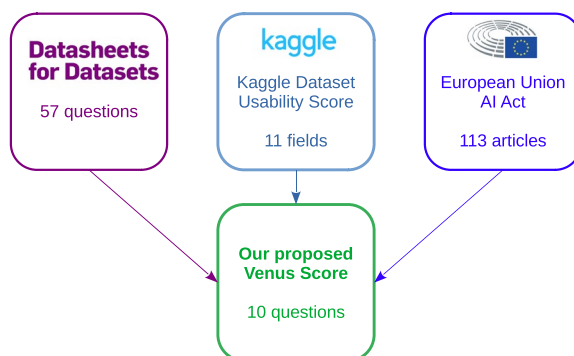 Datasheets
for Datasets
57 questions
kaggle
Kaggle Dataset
Usability Score
11 fields
European Union
AI Act
113 articles
Our proposed
Venus Score
10 questions